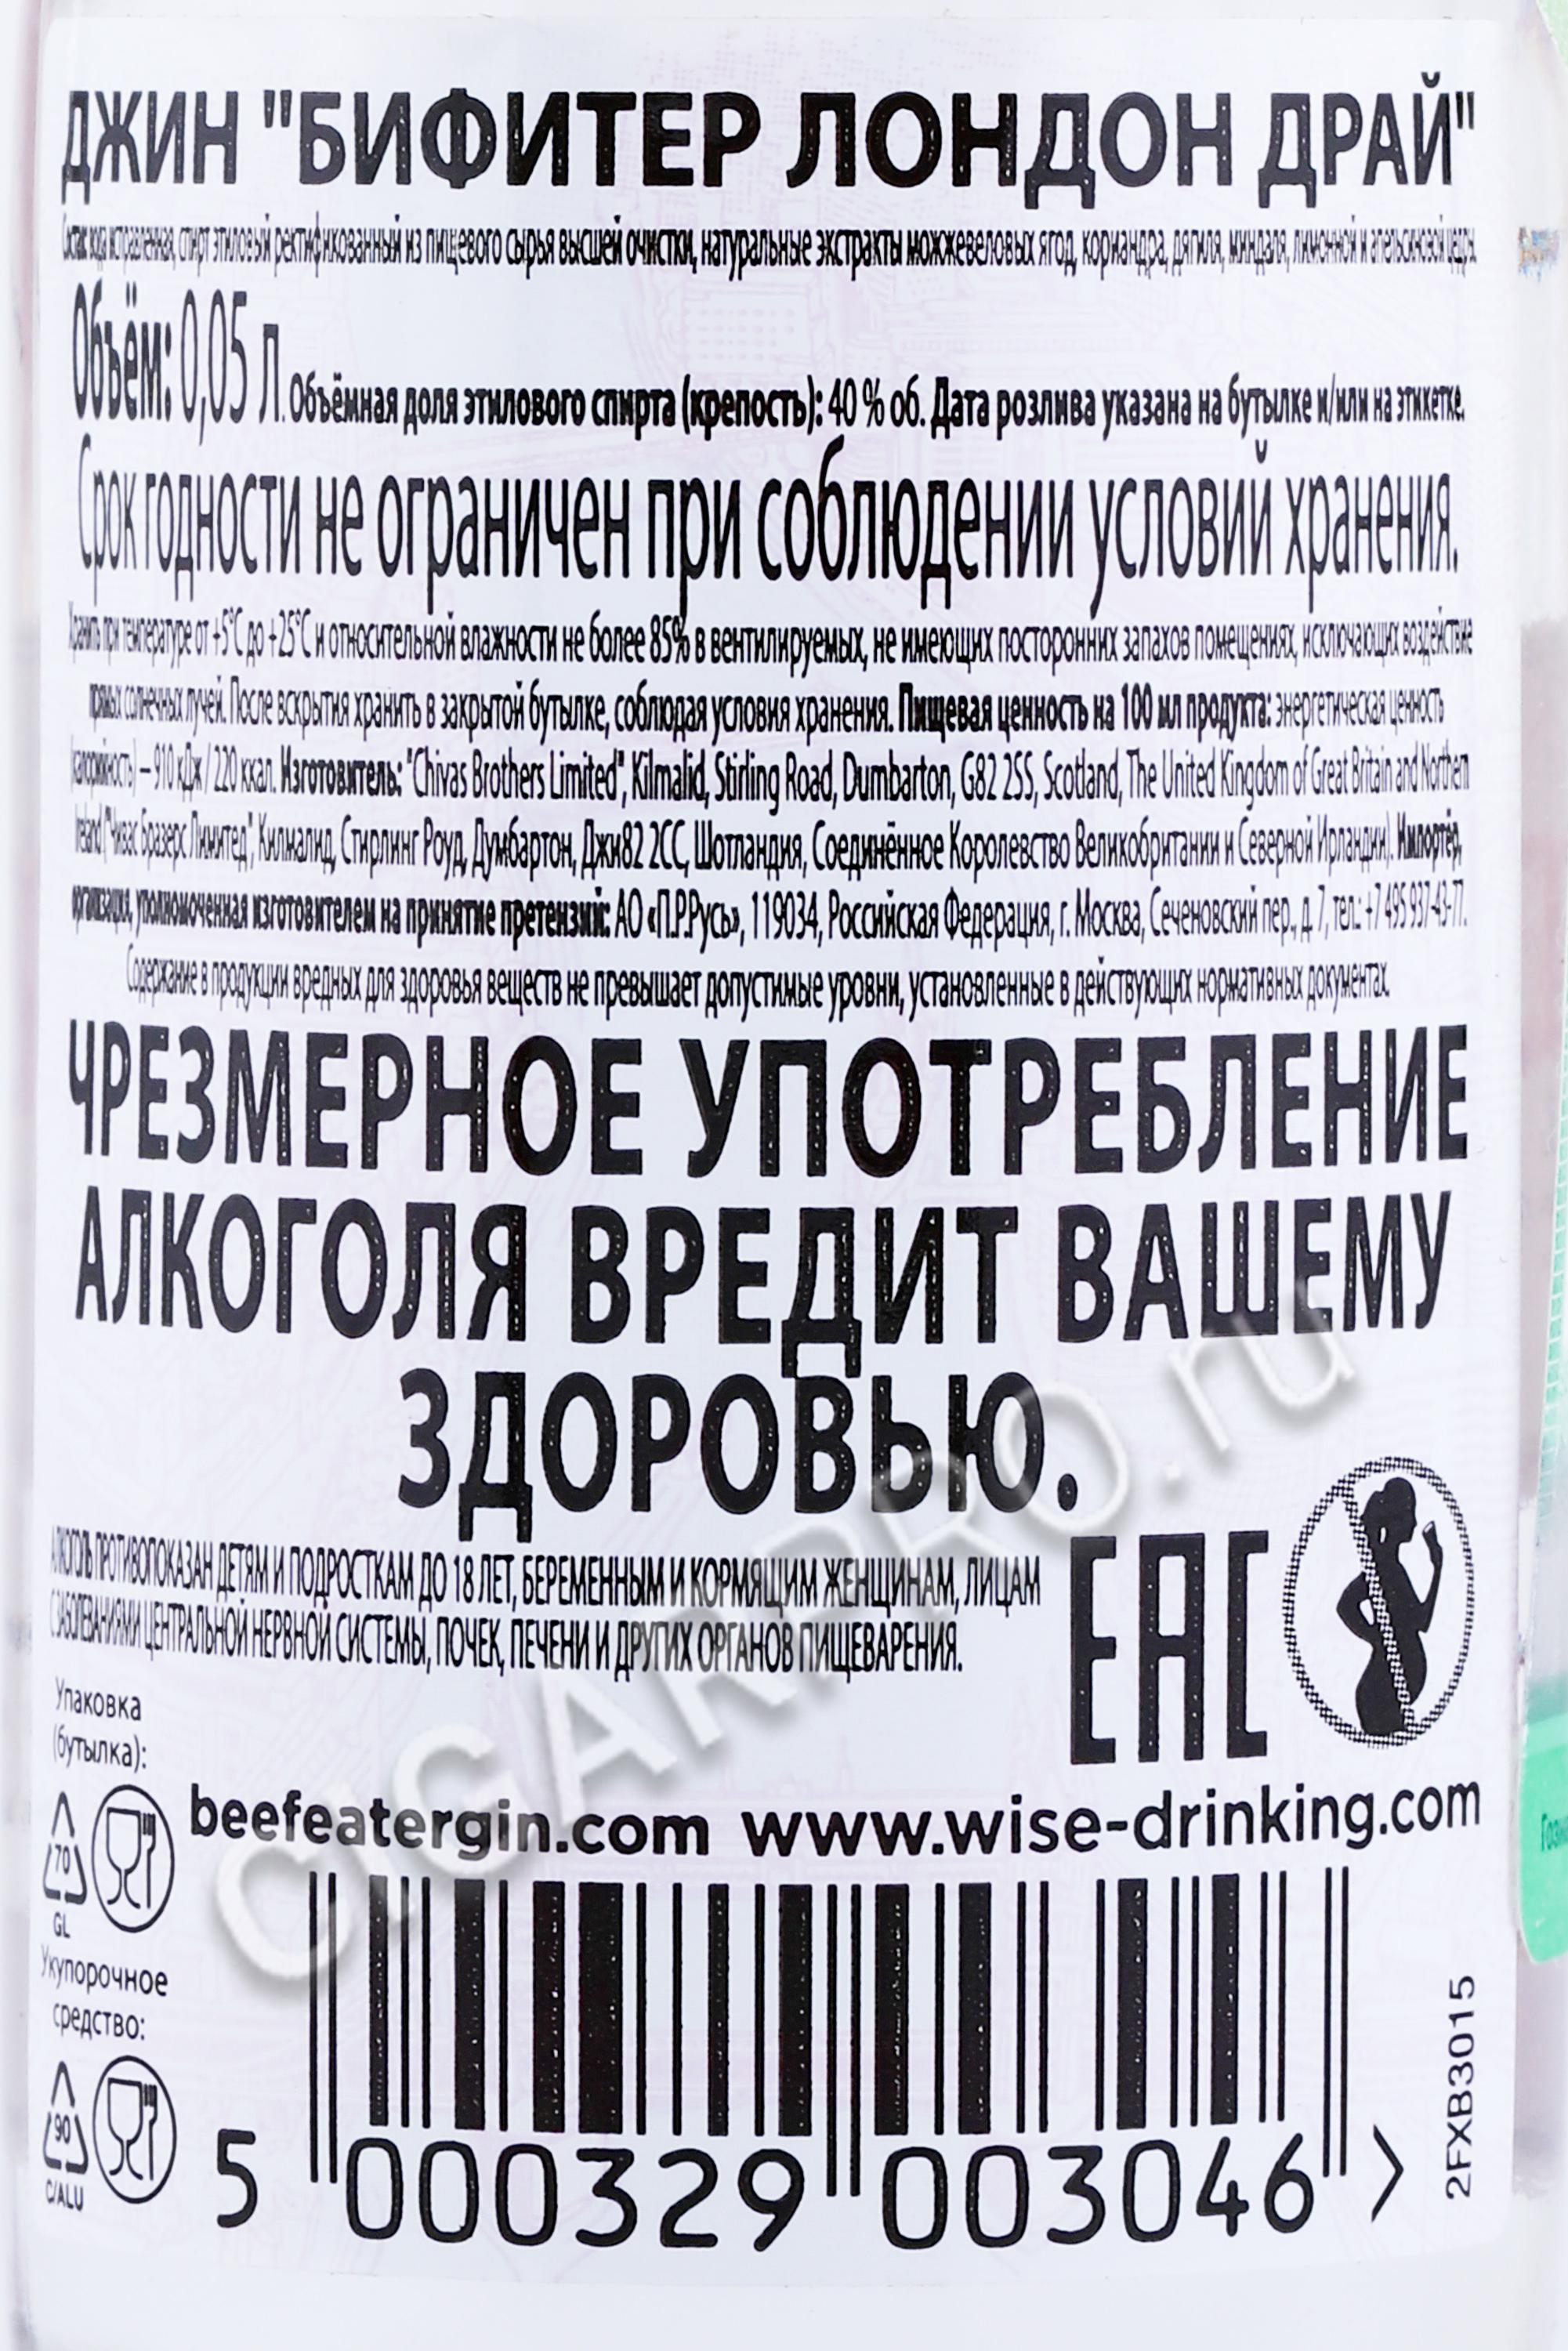 ДЖИН "БИФИТЕР ЛОНДОН ДРАЙ"
Состав: вода исправленная, спирт этиловый ректификованный из пищевого сырья высшей очистки, натуральные экстракты можжевеловых ягод, кориандра, дягиля, миндаля, лимонной и апельсиновой цедры.
Объём: 0,05 л. Объёмная доля этилового спирта (крепость): 40 % об. Дата розлива указана на бутылке и/или на этикетке.
Срок годности не ограничен при соблюдении условий хранения.
Хранить при температуре от +5°С до +25°С и относительной влажности не более 85% в вентилируемых, не имеющих посторонних запахов помещениях, исключающих воздействие
прямых солнечных лучей. После вскрытия хранить в закрытой бутылке, соблюдая условия хранения. Пищевая ценность на 100 мл продукта: энергетическая ценность
(калорийность) – 910 кДж / 220 ккал. Изготовитель: "Chivas Brothers Limited", Kilmalid, Stirling Road, Dumbarton, G82 2SS, Scotland, The United Kingdom of Great Britain and Northern
Ireland ("Чивас Бразерс Лимитед", Килмалид, Стирлинг Роуд, Думбартон, Джи82 2СС, Шотландия, Соединённое Королевство Великобритании и Северной Ирландии). Импортёр,
организация, уполномоченная изготовителем на принятие претензий: АО «П.Р.Русь», 119034, Российская Федерация, г. Москва, Сеченовский пер., д. 7, тел.: +7 495 937-43-77.
Содержание в продукции вредных для здоровья веществ не превышает допустимые уровни, установленные в действующих нормативных документах.
ЧРЕЗМЕРНОЕ УПОТРЕБЛЕНИЕ
АЛКОГОЛЯ ВРЕДИТ ВАШЕМУ
ЗДОРОВЬЮ.
АЛКОГОЛЬ ПРОТИВОПОКАЗАН ДЕТЯМ И ПОДРОСТКАМ ДО 18 ЛЕТ, БЕРЕМЕННЫМ И КОРМЯЩИМ ЖЕНЩИНАМ, ЛИЦАМ
С ЗАБОЛЕВАНИЯМИ ЦЕНТРАЛЬНОЙ НЕРВНОЙ СИСТЕМЫ, ПОЧЕК, ПЕЧЕНИ И ДРУГИХ ОРГАНОВ ПИЩЕВАРЕНИЯ.
EAC
Упаковка
(бутылка):
70
GL
beefeatergin.com www.wise-drinking.com
Укупорочное
средство:
90
C/ALU
5 000329 003046 >
2FXB3015
CIGARPRO.ru